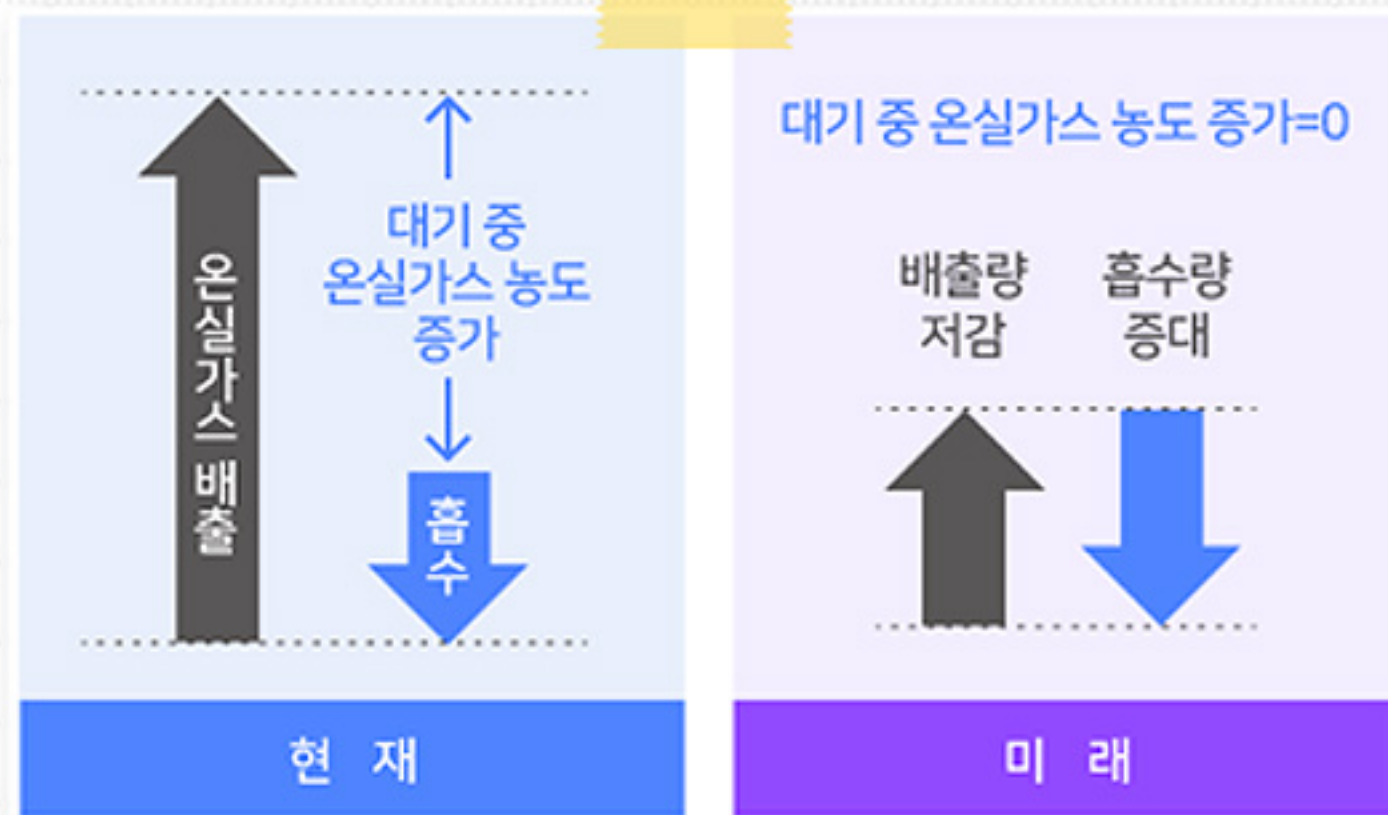 온실가스 배출
대기 중
온실가스 농도
증가
흡수
현 재
대기 중 온실가스 농도 증가=0
배출량
저감
흡수량
증대
미 래